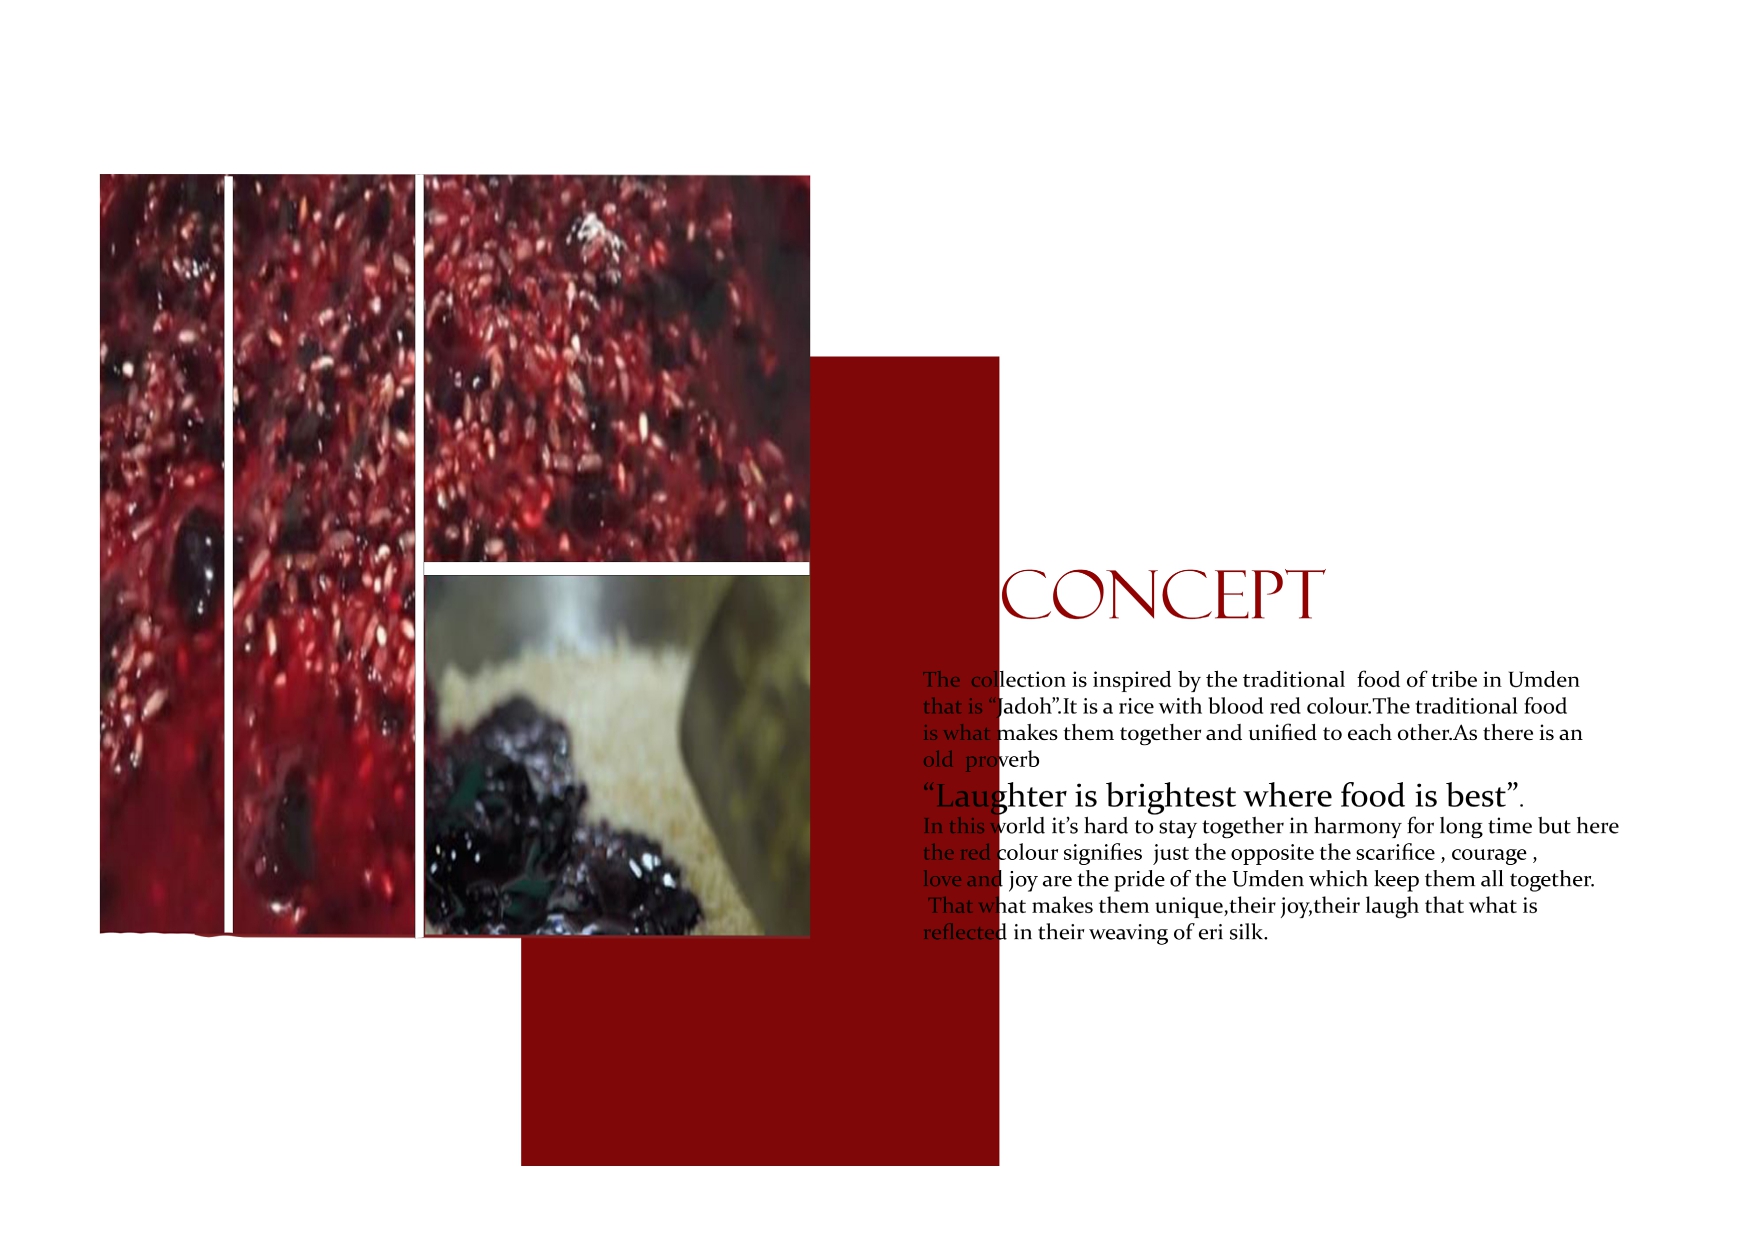 CONCEPT
The collection is inspired by the traditional food of tribe in Umden
that is “Jadoh”.It is a rice with blood red colour.The traditional food
is what makes them together and unified to each other.As there is an
old proverb
“Laughter is brightest where food is best”.
In this world it’s hard to stay together in harmony for long time but here
the red colour signifies just the opposite the scarifice , courage ,
love and joy are the pride of the Umden which keep them all together.
That what makes them unique,their joy,their laugh that what is
reflected in their weaving of eri silk.